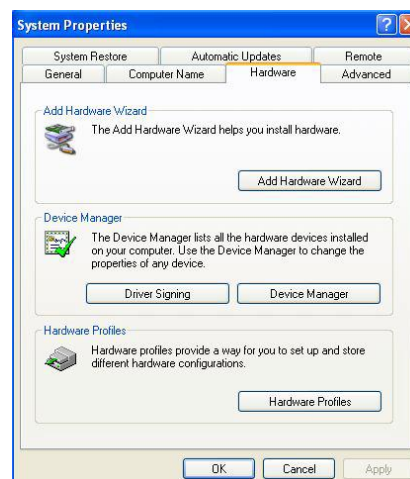 System Properties
System Restore Automatic Updates Remote
General Computer Name Hardware Advanced
Add Hardware Wizard
The Add Hardware Wizard helps you install hardware.
Add Hardware Wizard
Device Manager
The Device Manager lists all the hardware devices installed
on your computer. Use the Device Manager to change the
properties of any device.
Driver Signing Device Manager
Hardware Profiles
Hardware profiles provide a way for you to set up and store
different hardware configurations.
Hardware Profiles
OK Cancel Apply